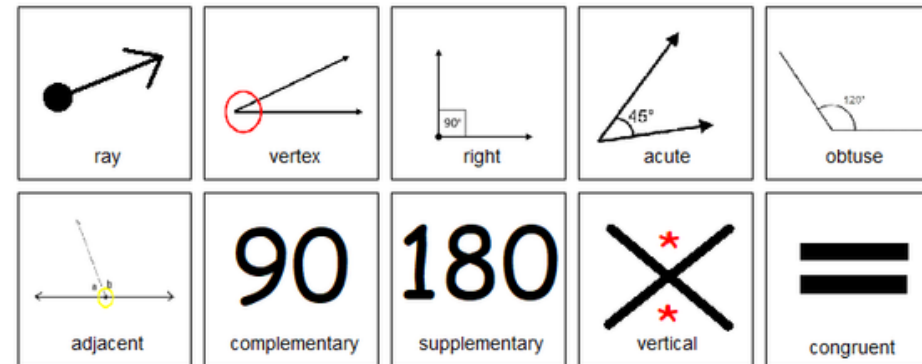 ray
vertex
90°
right
45°
acute
120°
obtuse
a b
adjacent
90
complementary
180
supplementary
* *
vertical
congruent